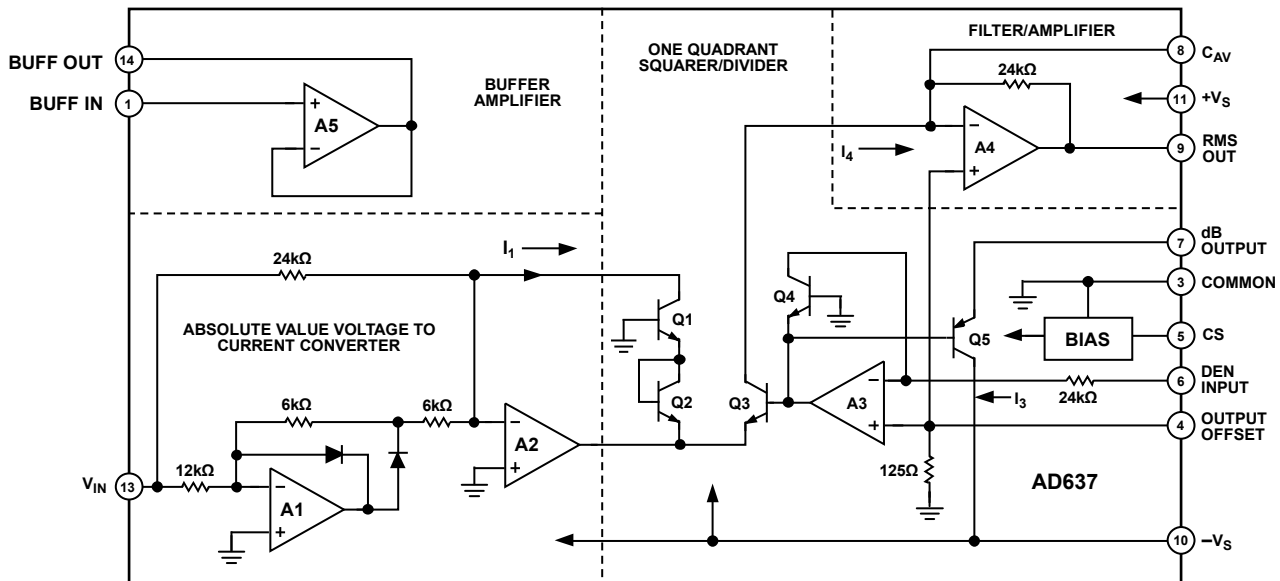 BUFF OUT
14
BUFF IN
1
+
A5
−
BUFFER
AMPLIFIER
ONE QUADRANT
SQUARER/DIVIDER
FILTER/AMPLIFIER
24kΩ
I4
−
A4
+
8
CAV
11
+VS
9
RMS
OUT
I1
24kΩ
ABSOLUTE VALUE VOLTAGE TO
CURRENT CONVERTER
6kΩ
6kΩ
12kΩ
VIN
13
−
A1
+
−
A2
+
Q1
Q2
Q3
Q4
Q5
−
A3
+
I3
24kΩ
125Ω
BIAS
7
dB
OUTPUT
3
COMMON
5
CS
6
DEN
INPUT
4
OUTPUT
OFFSET
AD637
10
−VS